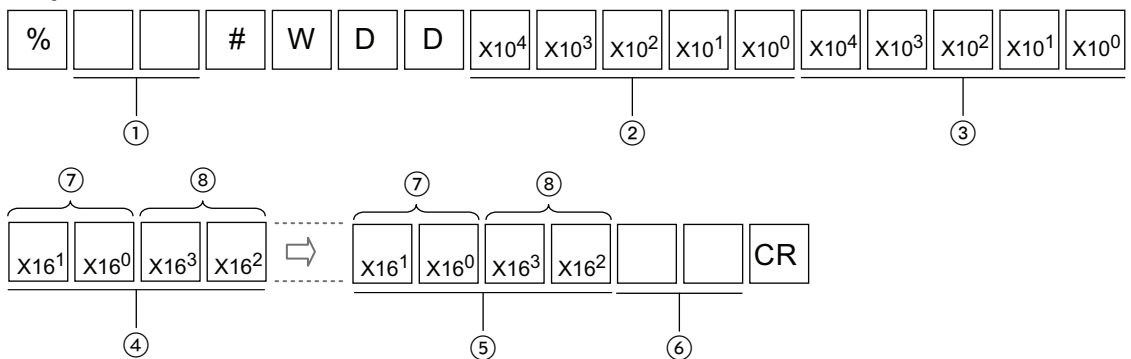 % # W D D X10⁴ X10³ X10² X10¹ X10⁰ X10⁴ X10³ X10² X10¹ X10⁰
① ② ③
⑦ ⑧ ⑦ ⑧
X16¹ X16⁰ X16³ X16² X16¹ X16⁰ X16³ X16² CR
④ ⑤ ⑥